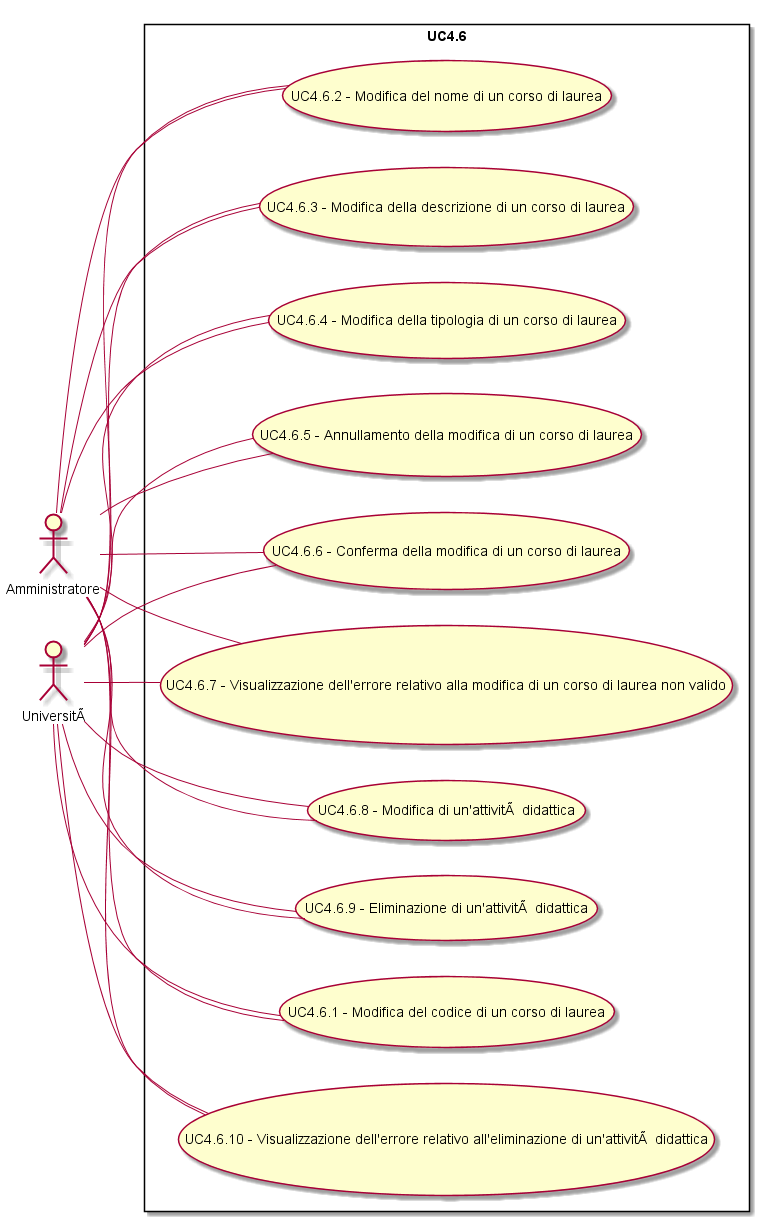 UC4.6
UC4.6.2 - Modifica del nome di un corso di laurea
UC4.6.3 - Modifica della descrizione di un corso di laurea
UC4.6.4 - Modifica della tipologia di un corso di laurea
UC4.6.5 - Annullamento della modifica di un corso di laurea
UC4.6.6 - Conferma della modifica di un corso di laurea
Amministratore
UC4.6.7 - Visualizzazione dell'errore relativo alla modifica di un corso di laurea non valido
UniversitÃ
UC4.6.8 - Modifica di un'attivitÃ  didattica
UC4.6.9 - Eliminazione di un'attivitÃ  didattica
UC4.6.1 - Modifica del codice di un corso di laurea
UC4.6.10 - Visualizzazione dell'errore relativo all'eliminazione di un'attivitÃ  didattica